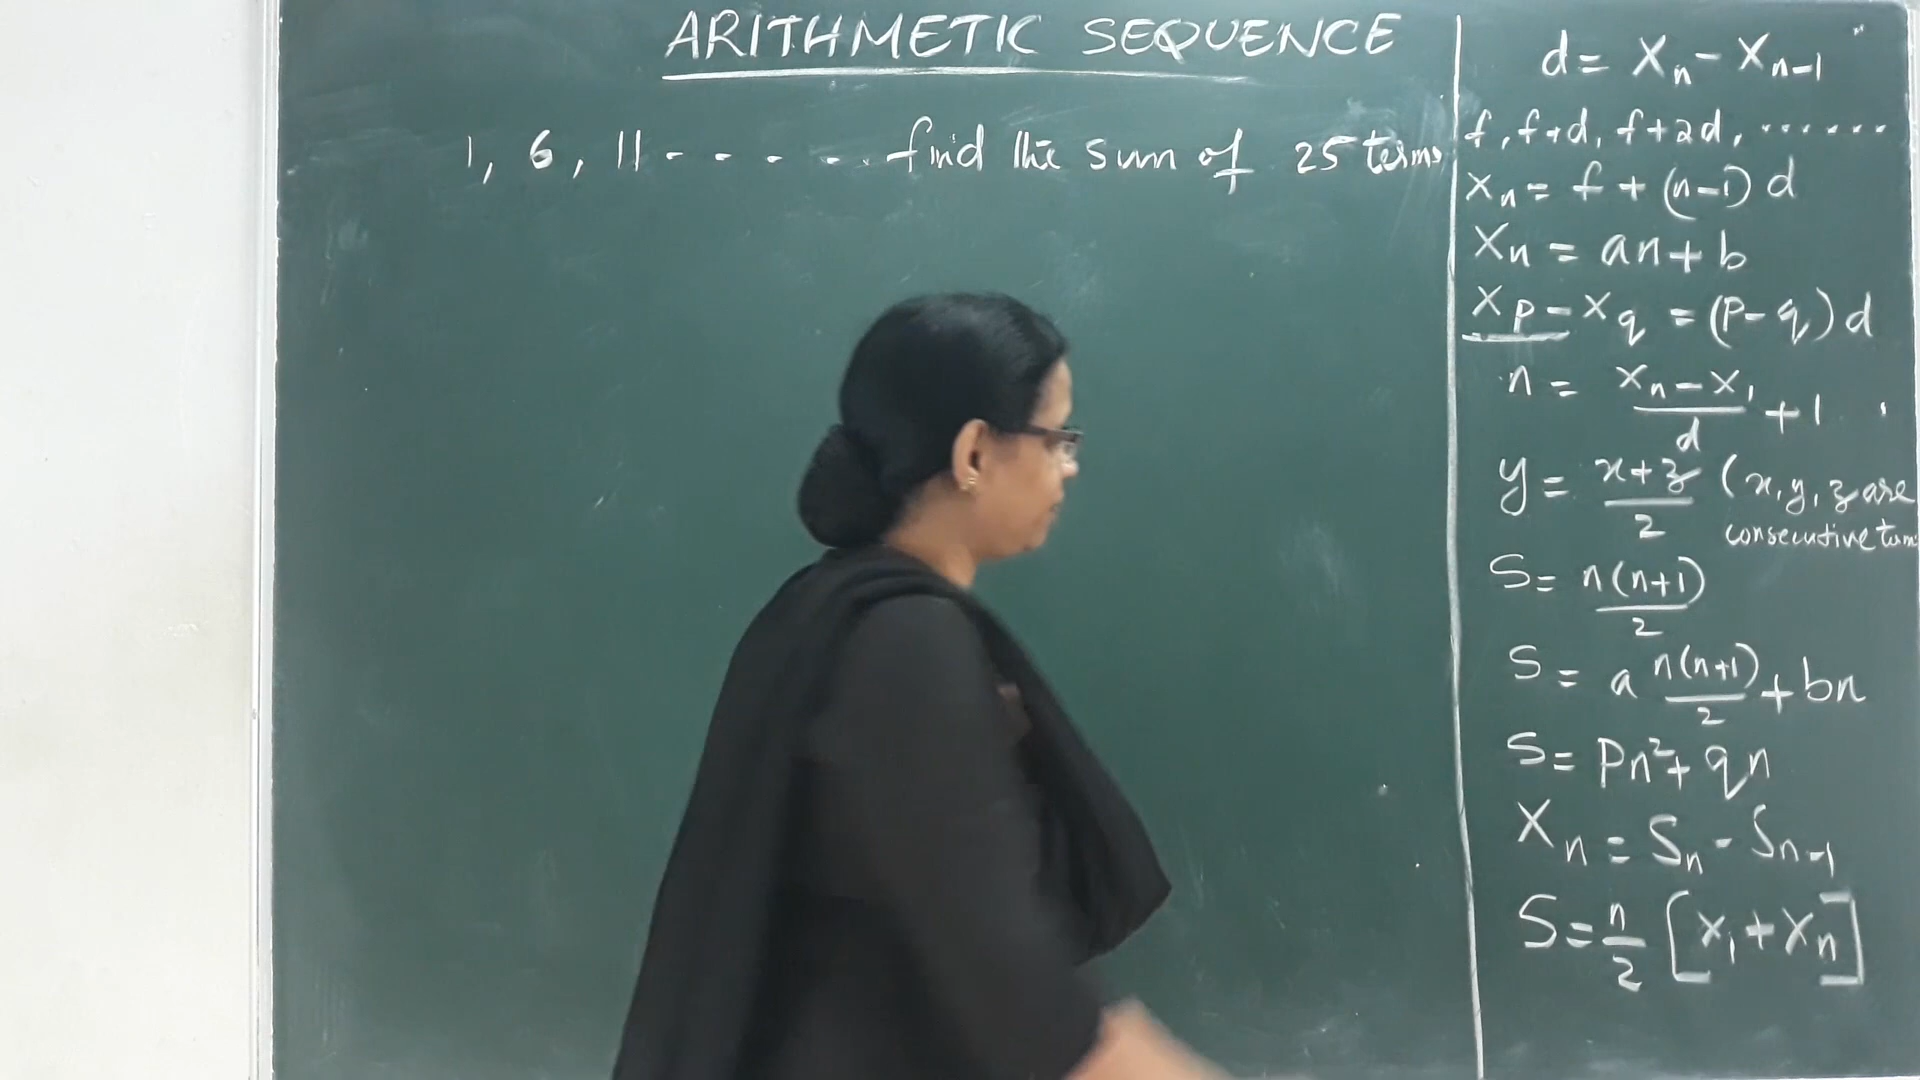 ARITHMETIC SEQUENCE
1, 6, 11 - - - - . find the sum of 25 terms
d = Xn - Xn-1
f, f+d, f+2d, ......
Xn = f + (n-1) d
Xn = an + b
Xp - Xq = (P-q) d
n = (Xn - X1)/d + 1
y = (x+z)/2 (x, y, z are
consecutive
S = n(n+1)/2
S = a n(n+1)/2 + bn
S = Pn² + qn
Xn = Sn - Sn-1
S = n/2 [X1 + Xn]